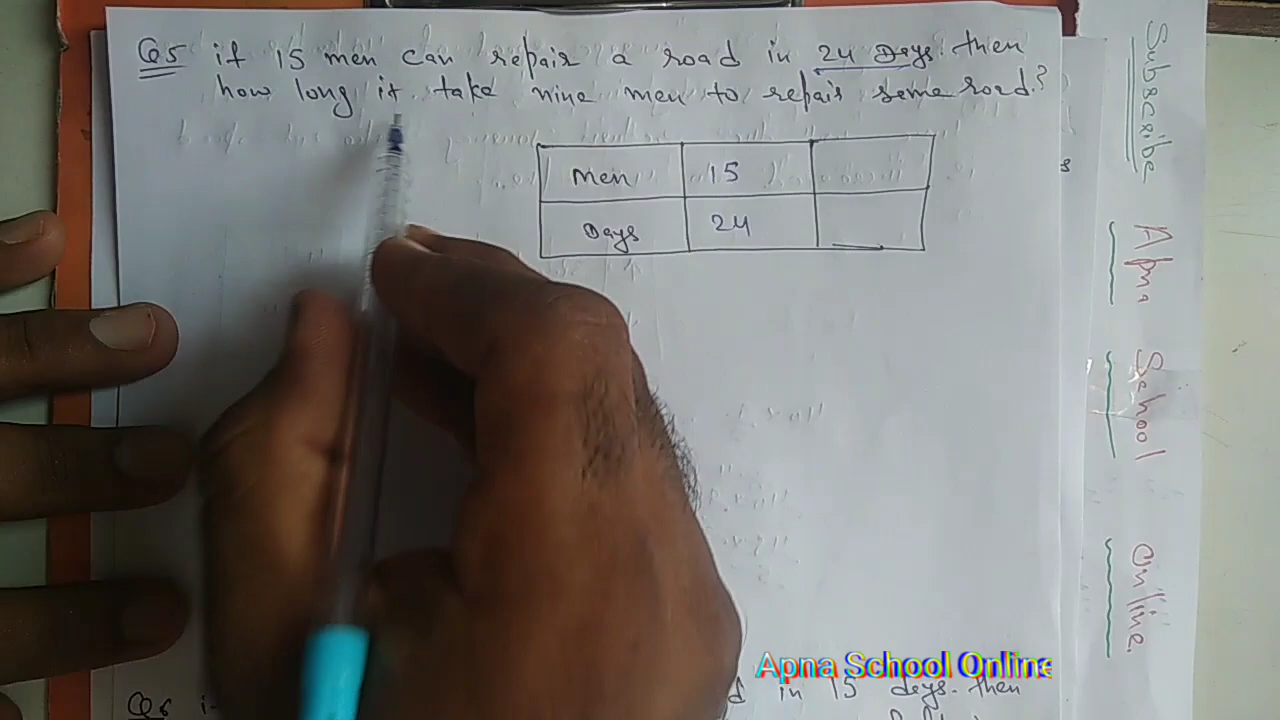 Q5 if 15 men can repair a road in 24 Days. then
how long it take nine men to repair same road.?
Men 15
Days 24
Subscribe
Apna School Online.
Apna School Online
in 15 days. then